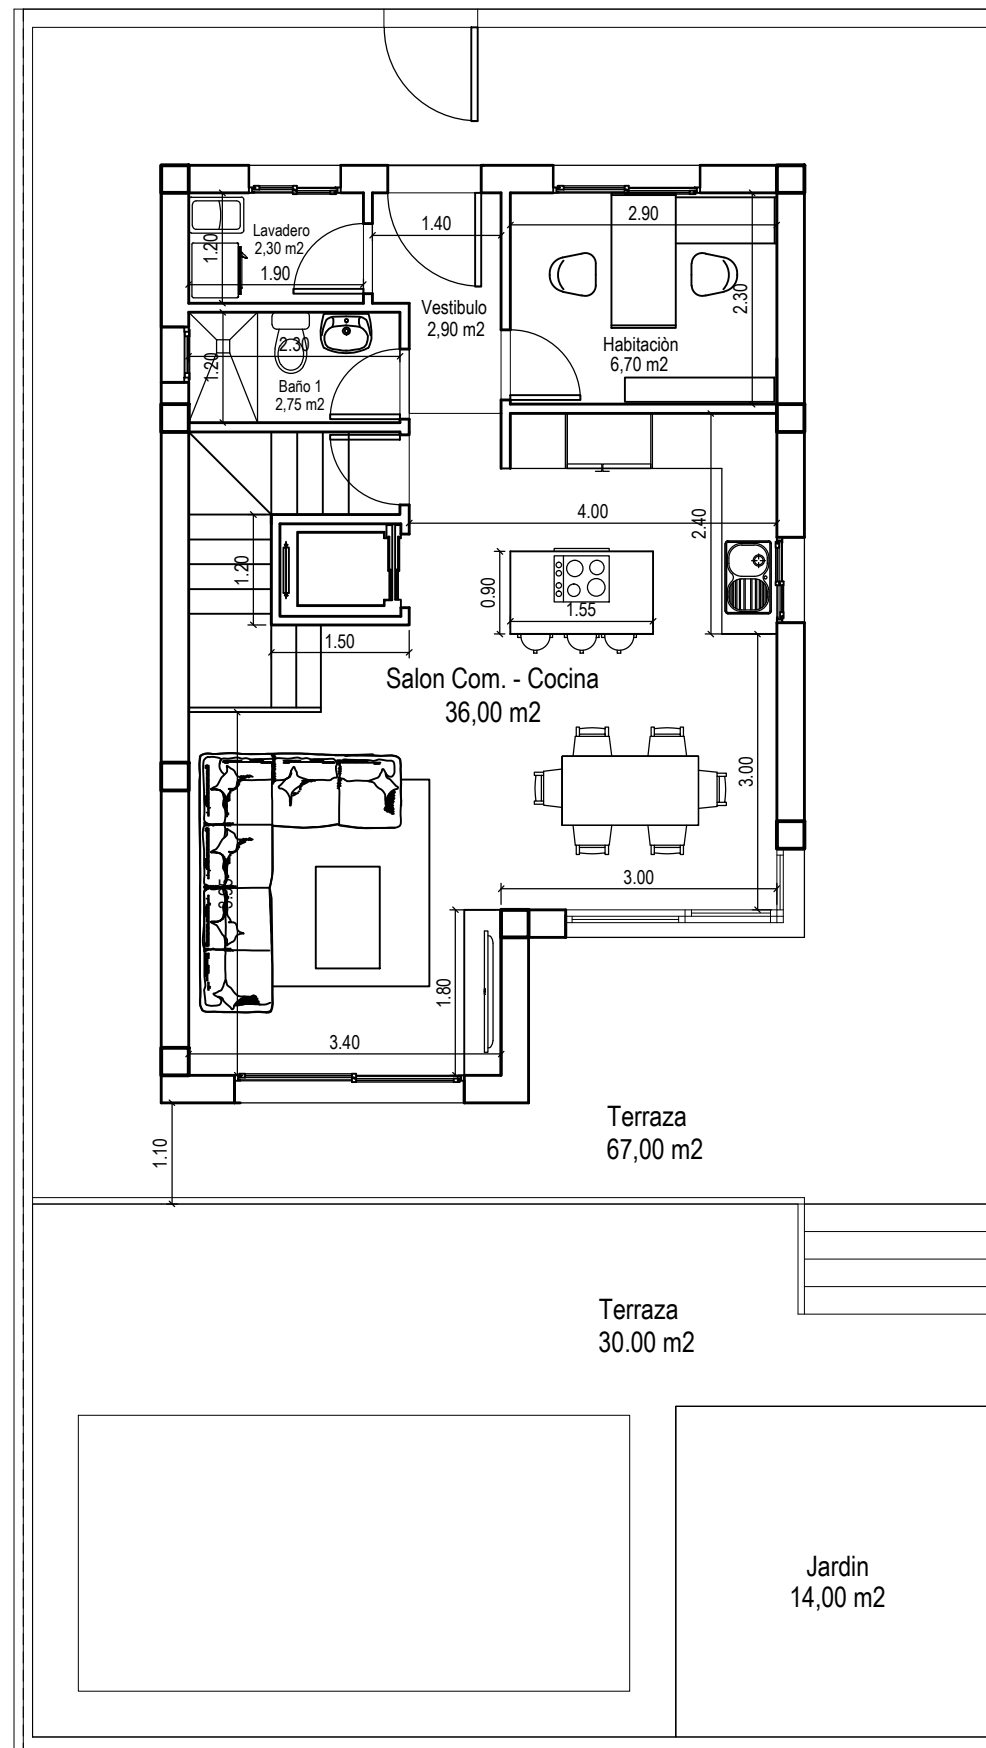 1.40
2.90
Lavadero
2,30 m2
1.20
1.90
Vestibulo
2,90 m2
2.30
Habitaciòn
6,70 m2
2.30
1.20
Baño 1
2,75 m2
4.00
2.40
1.20
0.90
1.55
1.50
Salon Com. - Cocina
36,00 m2
3.00
3.00
1.80
3.40
1.10
Terraza
67,00 m2
Terraza
30.00 m2
Jardin
14,00 m2